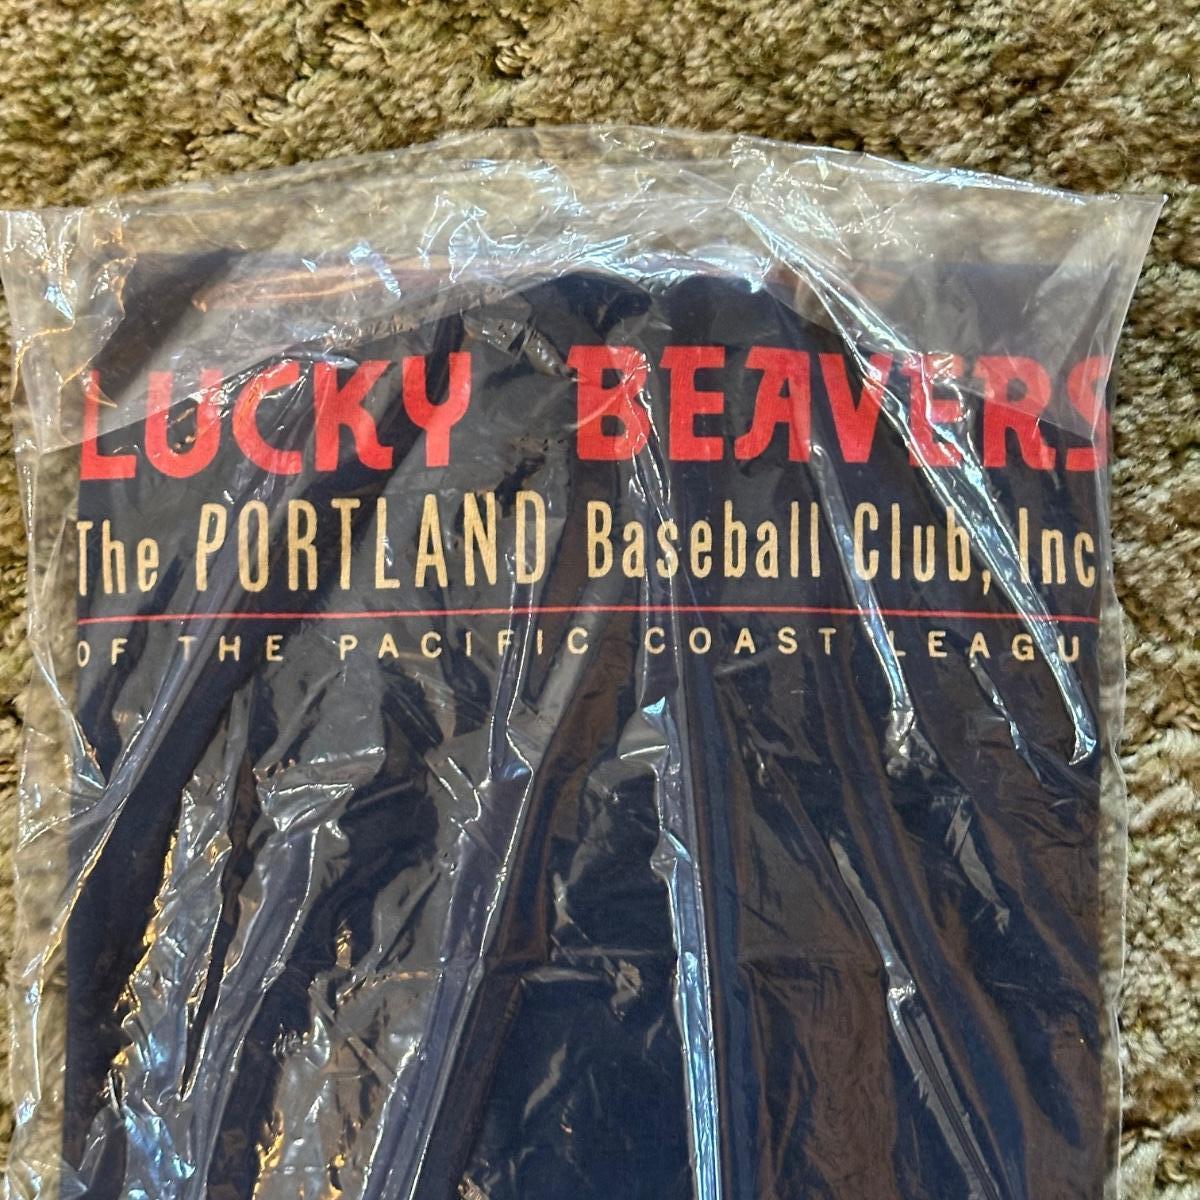 LUCKY BEAVERS
The PORTLAND Baseball Club, Inc
OF THE PACIFIC COAST LEAGU